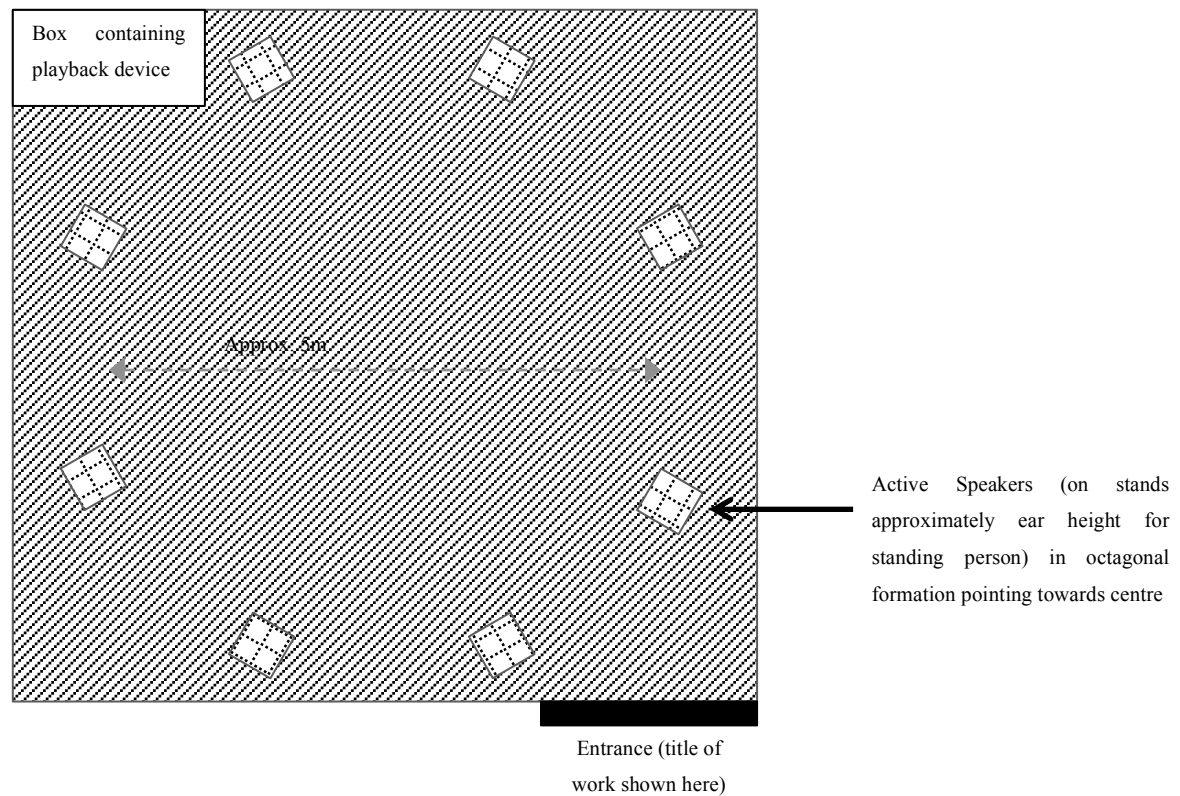 Box containing
playback device
Approx. 5m
Active Speakers (on stands
approximately ear height for
standing person) in octagonal
formation pointing towards centre
Entrance (title of
work shown here)